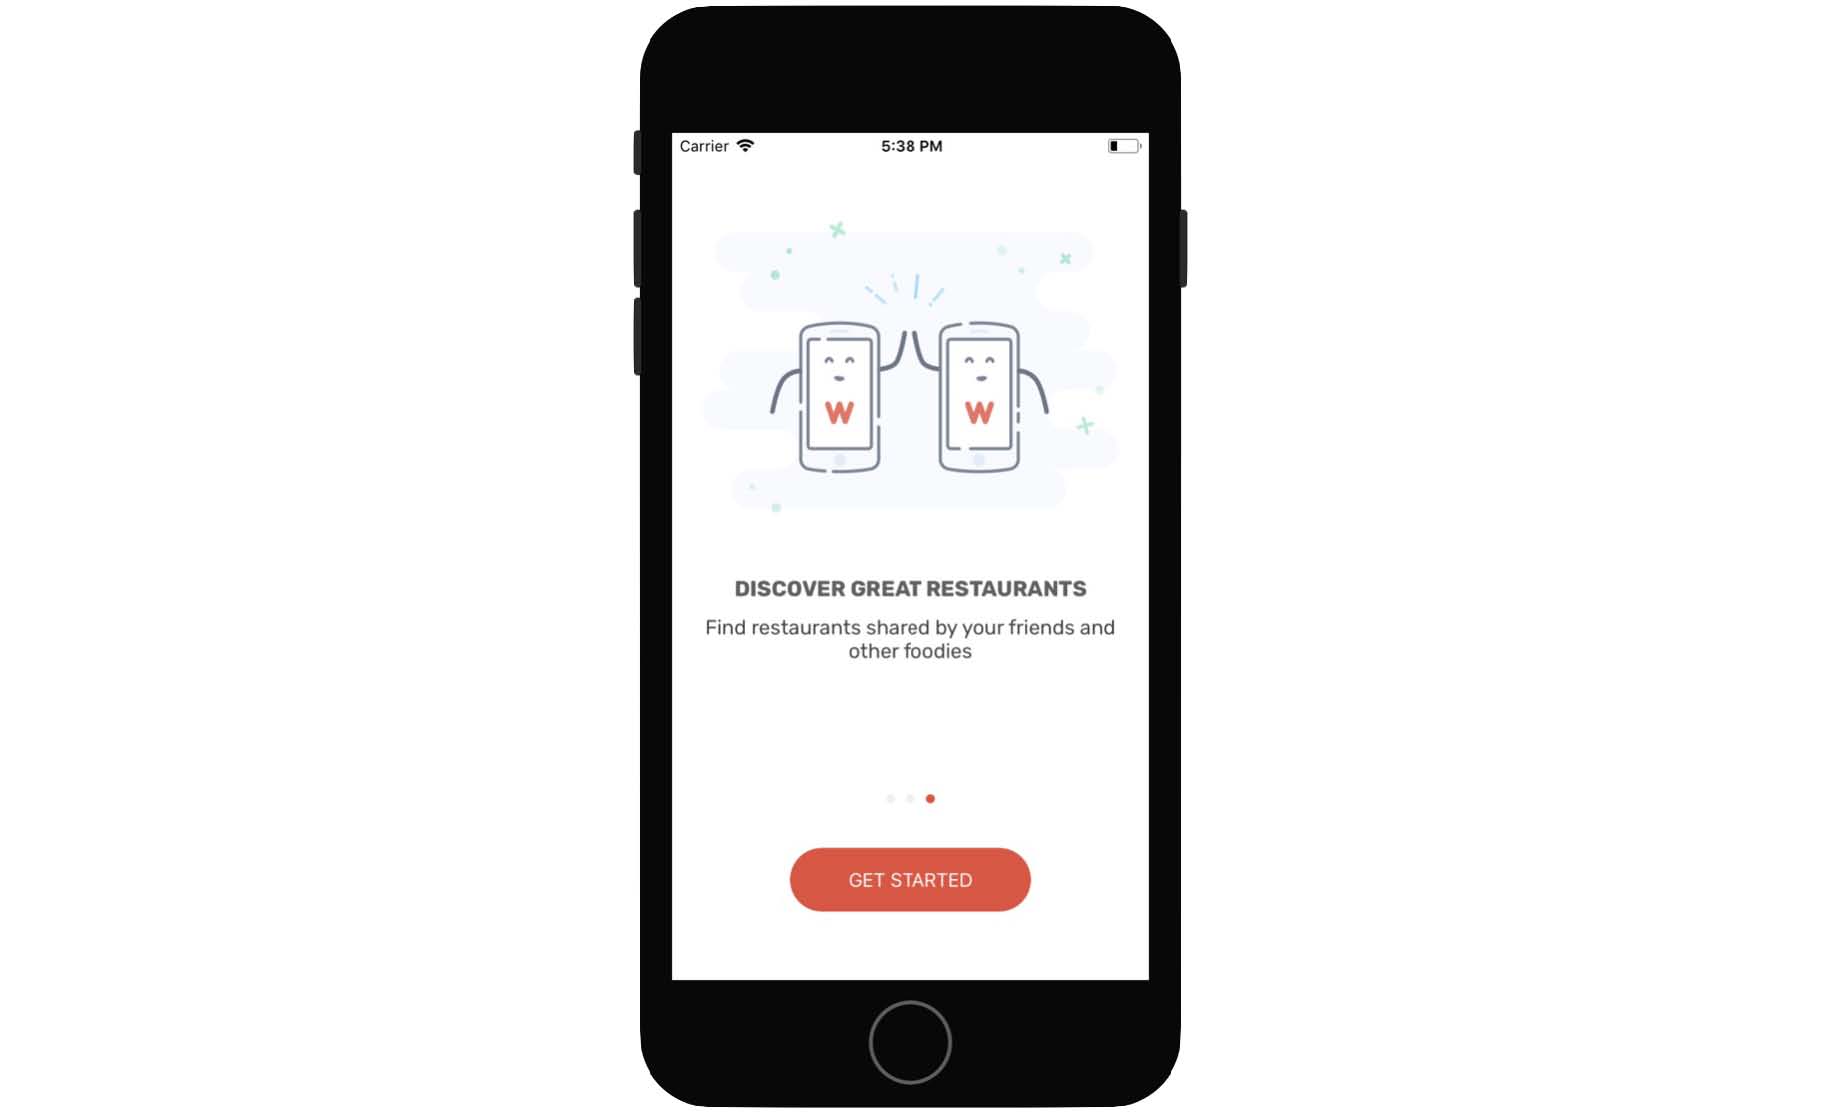 Carrier 5:38 PM
W W
DISCOVER GREAT RESTAURANTS
Find restaurants shared by your friends and
other foodies
GET STARTED